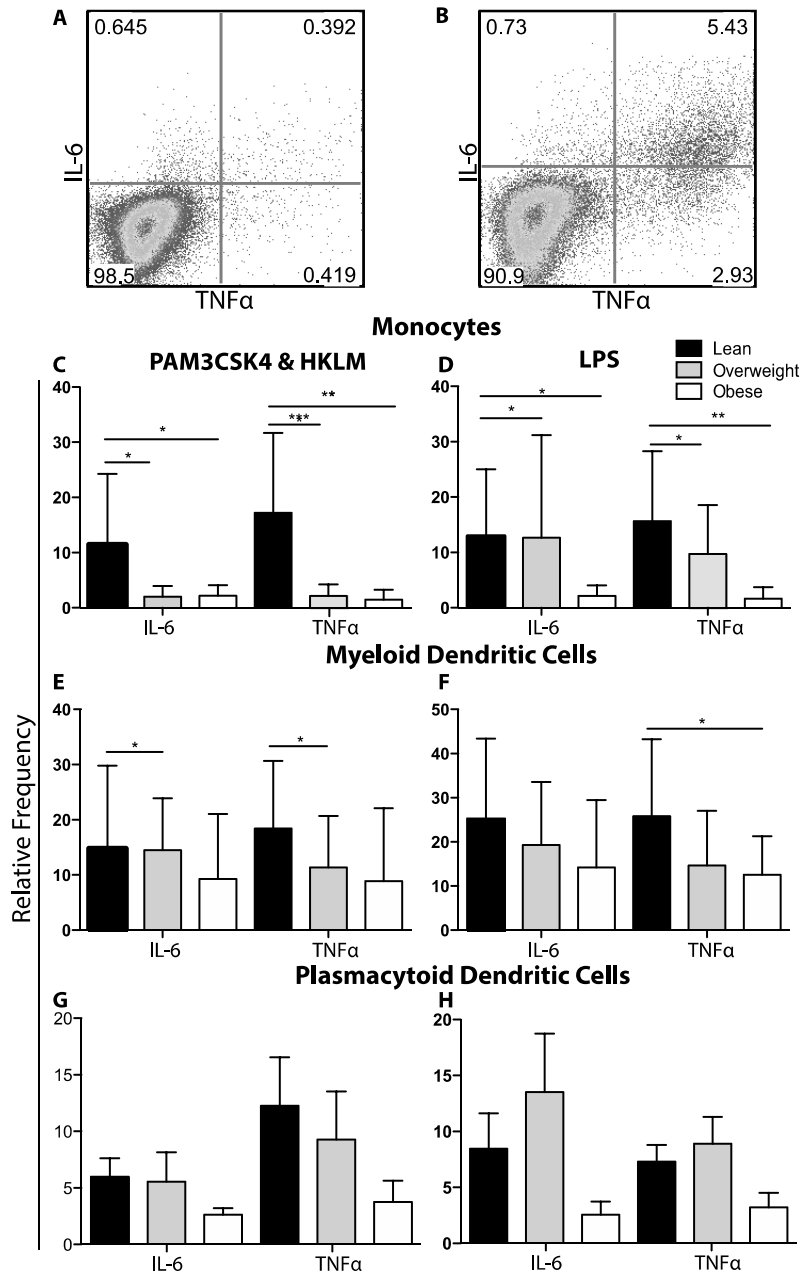 A
B
0.645 0.392
0.73 5.43
IL-6
IL-6
98.5 0.419
90.9 2.93
TNFα
TNFα
Monocytes
C PAM3CSK4 & HKLM
D LPS
Lean
Overweight
Obese
40
30
20
10
0
* * ** ***
IL-6 TNFα
40
30
20
10
0
* * ** *
IL-6 TNFα
Myeloid Dendritic Cells
E
F
Relative Frequency
40
30
20
10
0
* *
IL-6 TNFα
50
40
30
20
10
0
*
IL-6 TNFα
Plasmacytoid Dendritic Cells
G
H
20
15
10
5
0
IL-6 TNFα
20
15
10
5
0
IL-6 TNFα